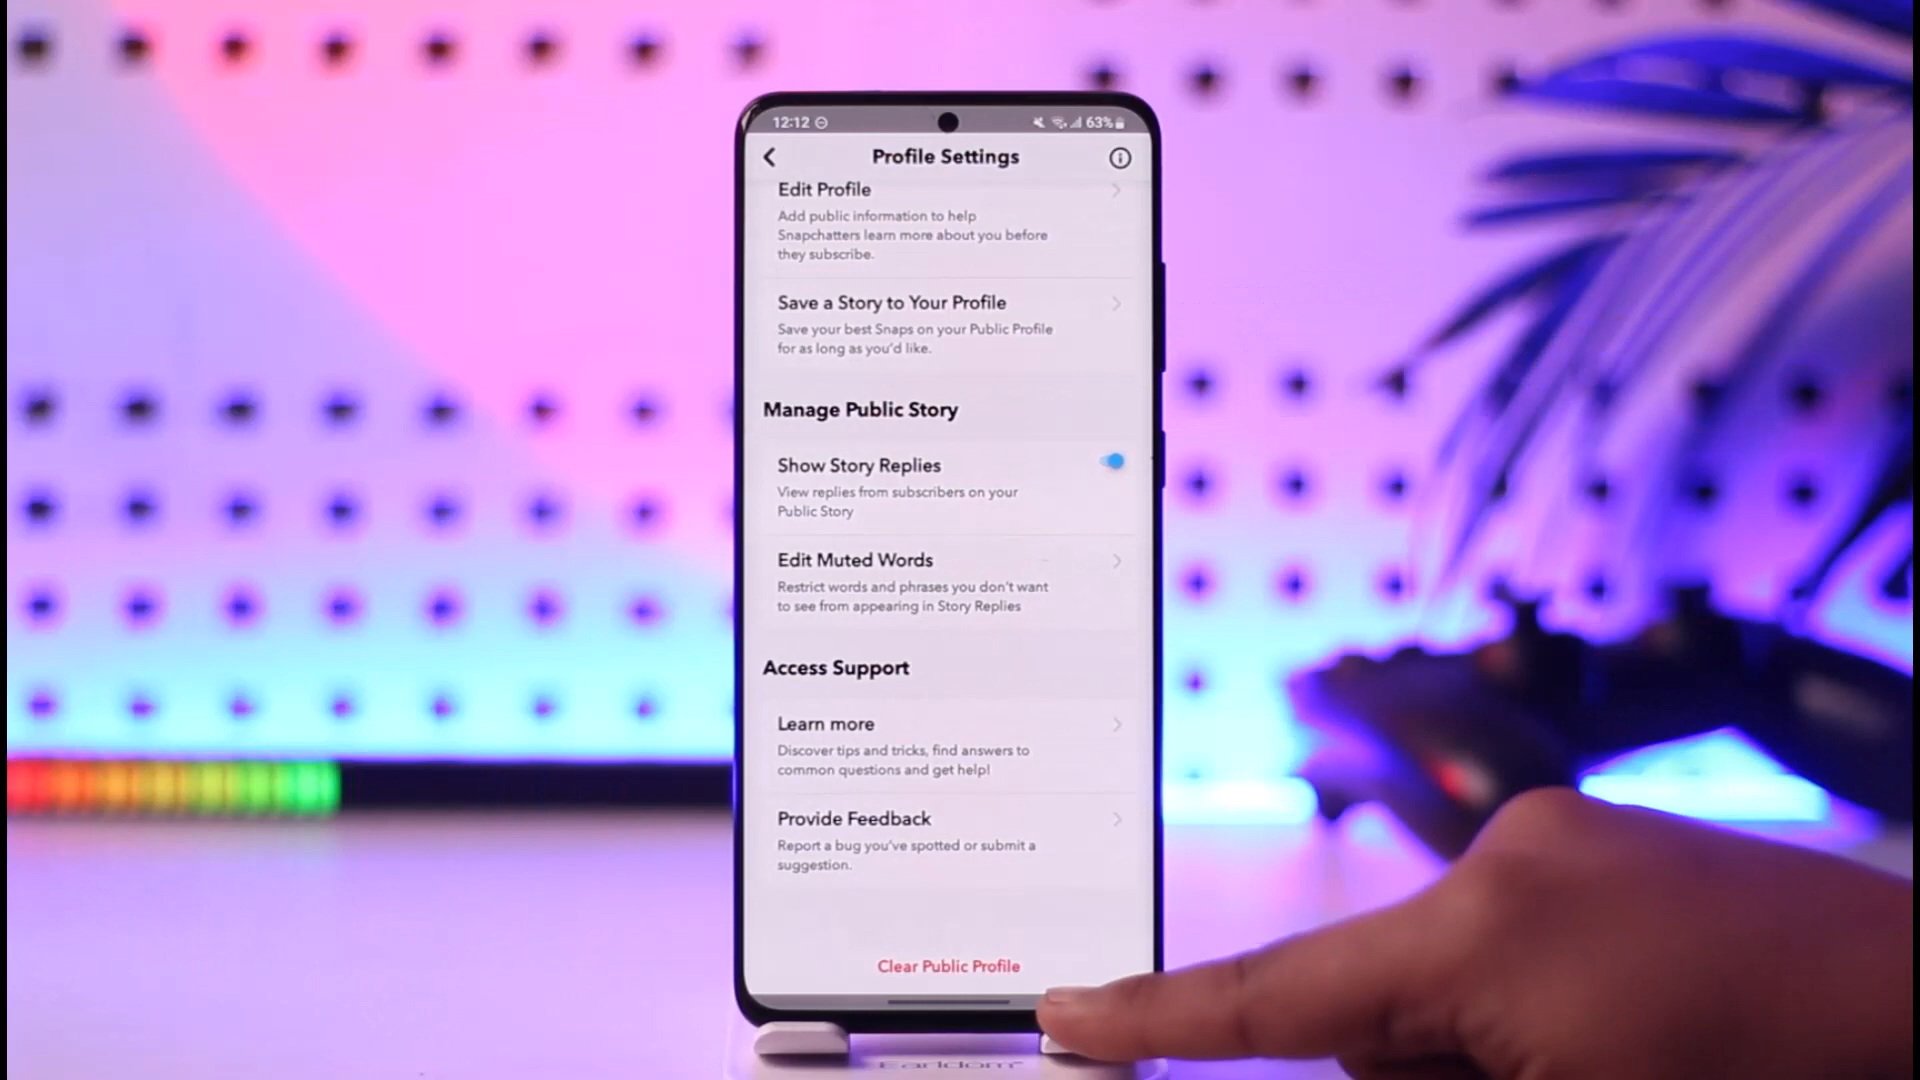 12:12 63%
Profile Settings
Edit Profile
Add public information to help
Snapchatters learn more about you before
they subscribe.
Save a Story to Your Profile
Save your best Snaps on your Public Profile
for as long as you'd like.
Manage Public Story
Show Story Replies
View replies from subscribers on your
Public Story
Edit Muted Words
Restrict words and phrases you don't want
to see from appearing in Story Replies
Access Support
Learn more
Discover tips and tricks, find answers to
common questions and get help!
Provide Feedback
Report a bug you've spotted or submit a
suggestion.
Clear Public Profile